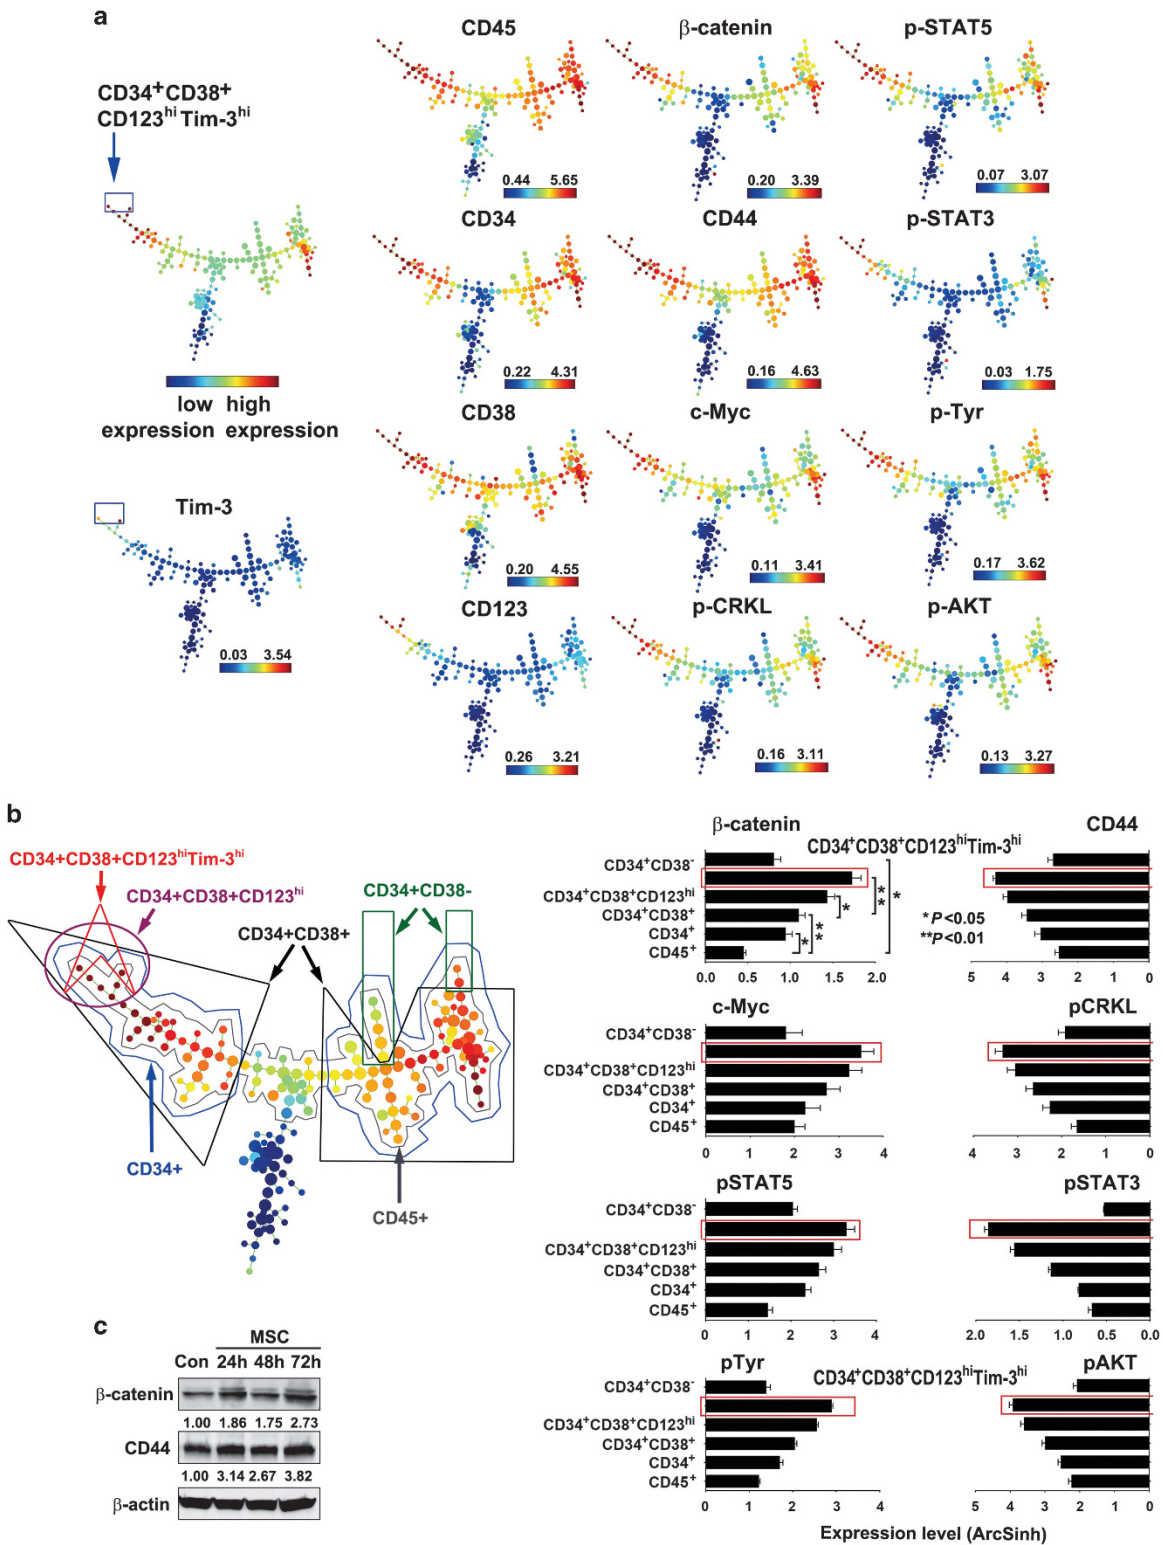 a
CD34+CD38+
CD123hi Tim-3hi
low high
expression expression
Tim-3
0.03 3.54
CD45
0.44 5.65
β-catenin
0.20 3.39
p-STAT5
0.07 3.07
CD34
0.22 4.31
CD44
0.16 4.63
p-STAT3
0.03 1.75
CD38
0.20 4.55
c-Myc
0.11 3.41
p-Tyr
0.17 3.62
CD123
0.26 3.21
p-CRKL
0.16 3.11
p-AKT
0.13 3.27
b
CD34+CD38+CD123hiTim-3hi
CD34+CD38+CD123hi
CD34+CD38-
CD34+CD38+
CD34+
CD45+
β-catenin
CD34+CD38+CD123hiTim-3hi
CD34+CD38-
CD34+CD38+CD123hi
CD34+CD38+
CD34+
CD45+
0.0 0.5 1.0 1.5 2.0
* * * * * * *
*P<0.05
**P<0.01
CD44
5 4 3 2 1 0
c-Myc
CD34+CD38-
CD34+CD38+CD123hi
CD34+CD38+
CD34+
CD45+
0 1 2 3 4
pCRKL
4 3 2 1 0
pSTAT5
CD34+CD38-
CD34+CD38+CD123hi
CD34+CD38+
CD34+
CD45+
0 1 2 3 4
pSTAT3
2.0 1.5 1.0 0.5 0.0
pTyr
CD34+CD38+CD123hiTim-3hi
CD34+CD38-
CD34+CD38+CD123hi
CD34+CD38+
CD34+
CD45+
0 1 2 3 4
pAKT
5 4 3 2 1 0
Expression level (ArcSinh)
c
MSC
Con 24h 48h 72h
β-catenin
1.00 1.86 1.75 2.73
CD44
1.00 3.14 2.67 3.82
β-actin